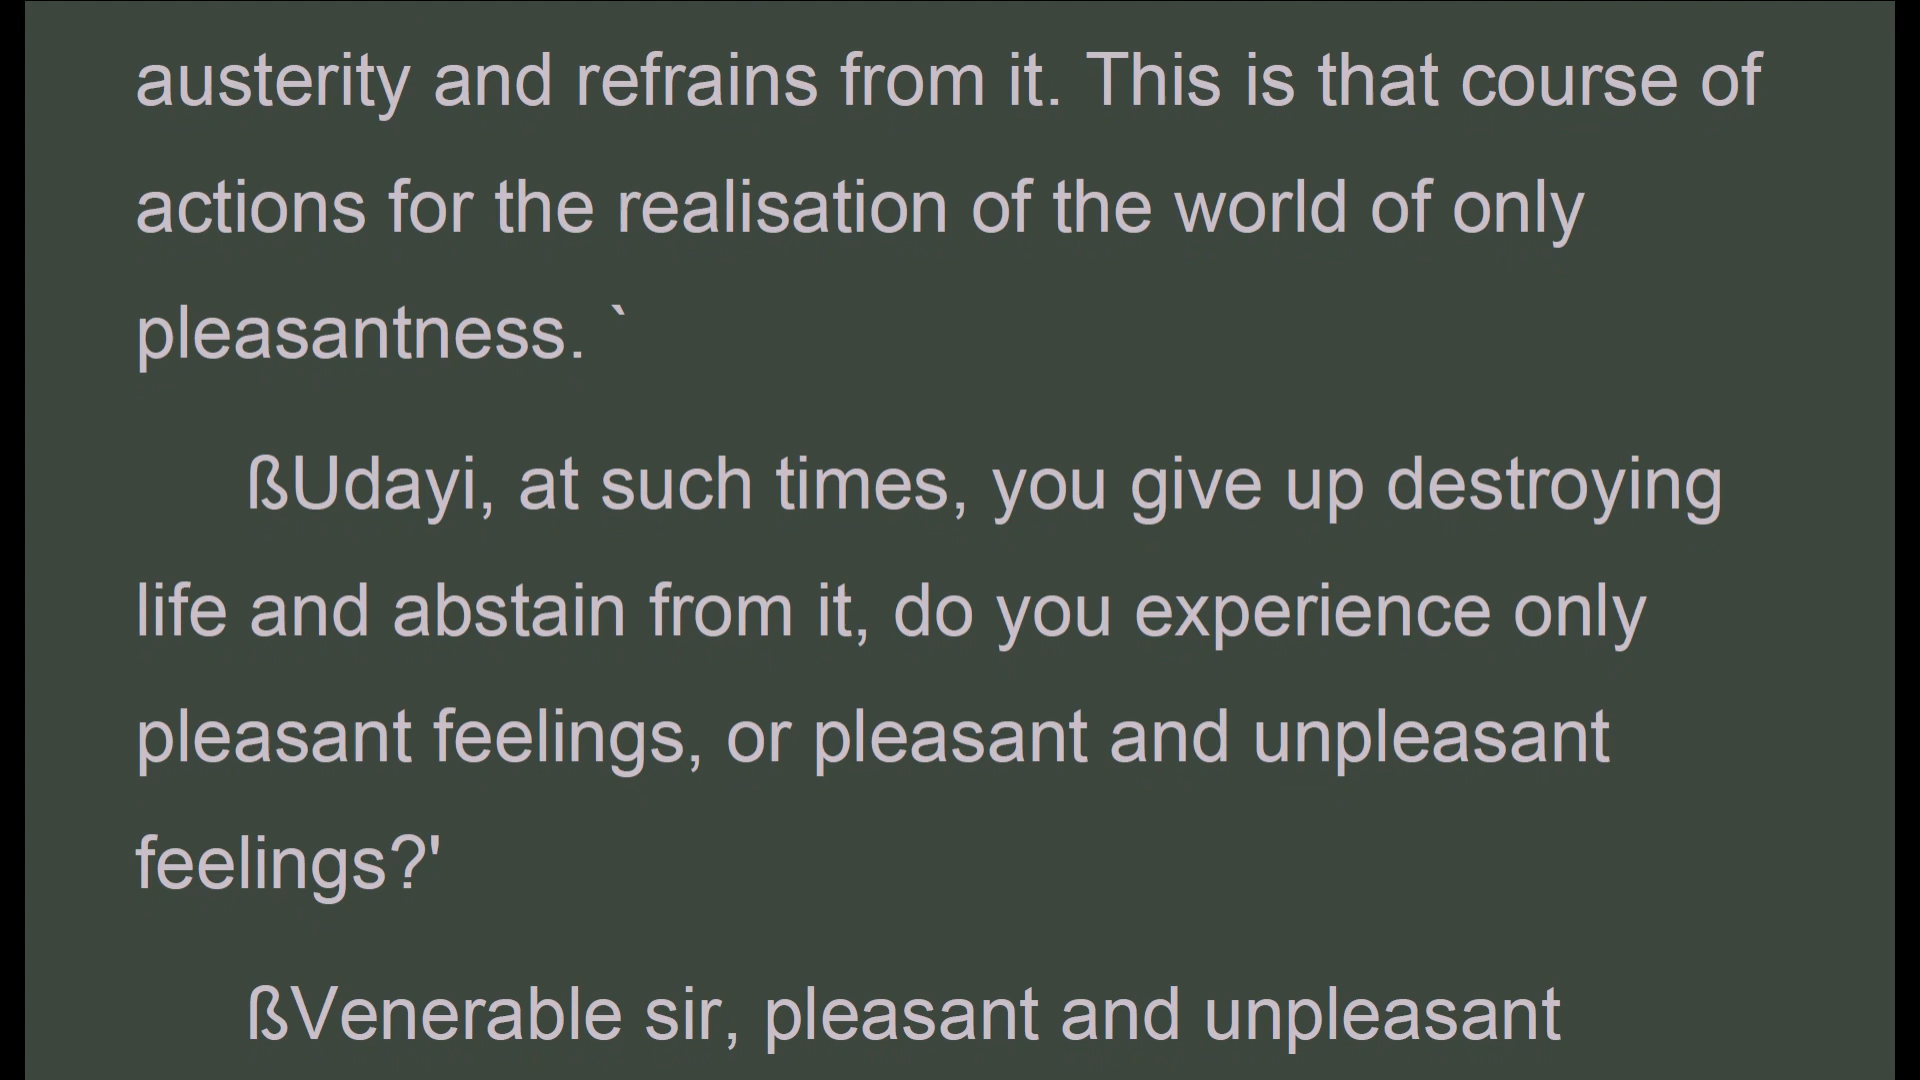 austerity and refrains from it. This is that course of
actions for the realisation of the world of only
pleasantness. `
ßUdayi, at such times, you give up destroying
life and abstain from it, do you experience only
pleasant feelings, or pleasant and unpleasant
feelings?'
ßVenerable sir, pleasant and unpleasant